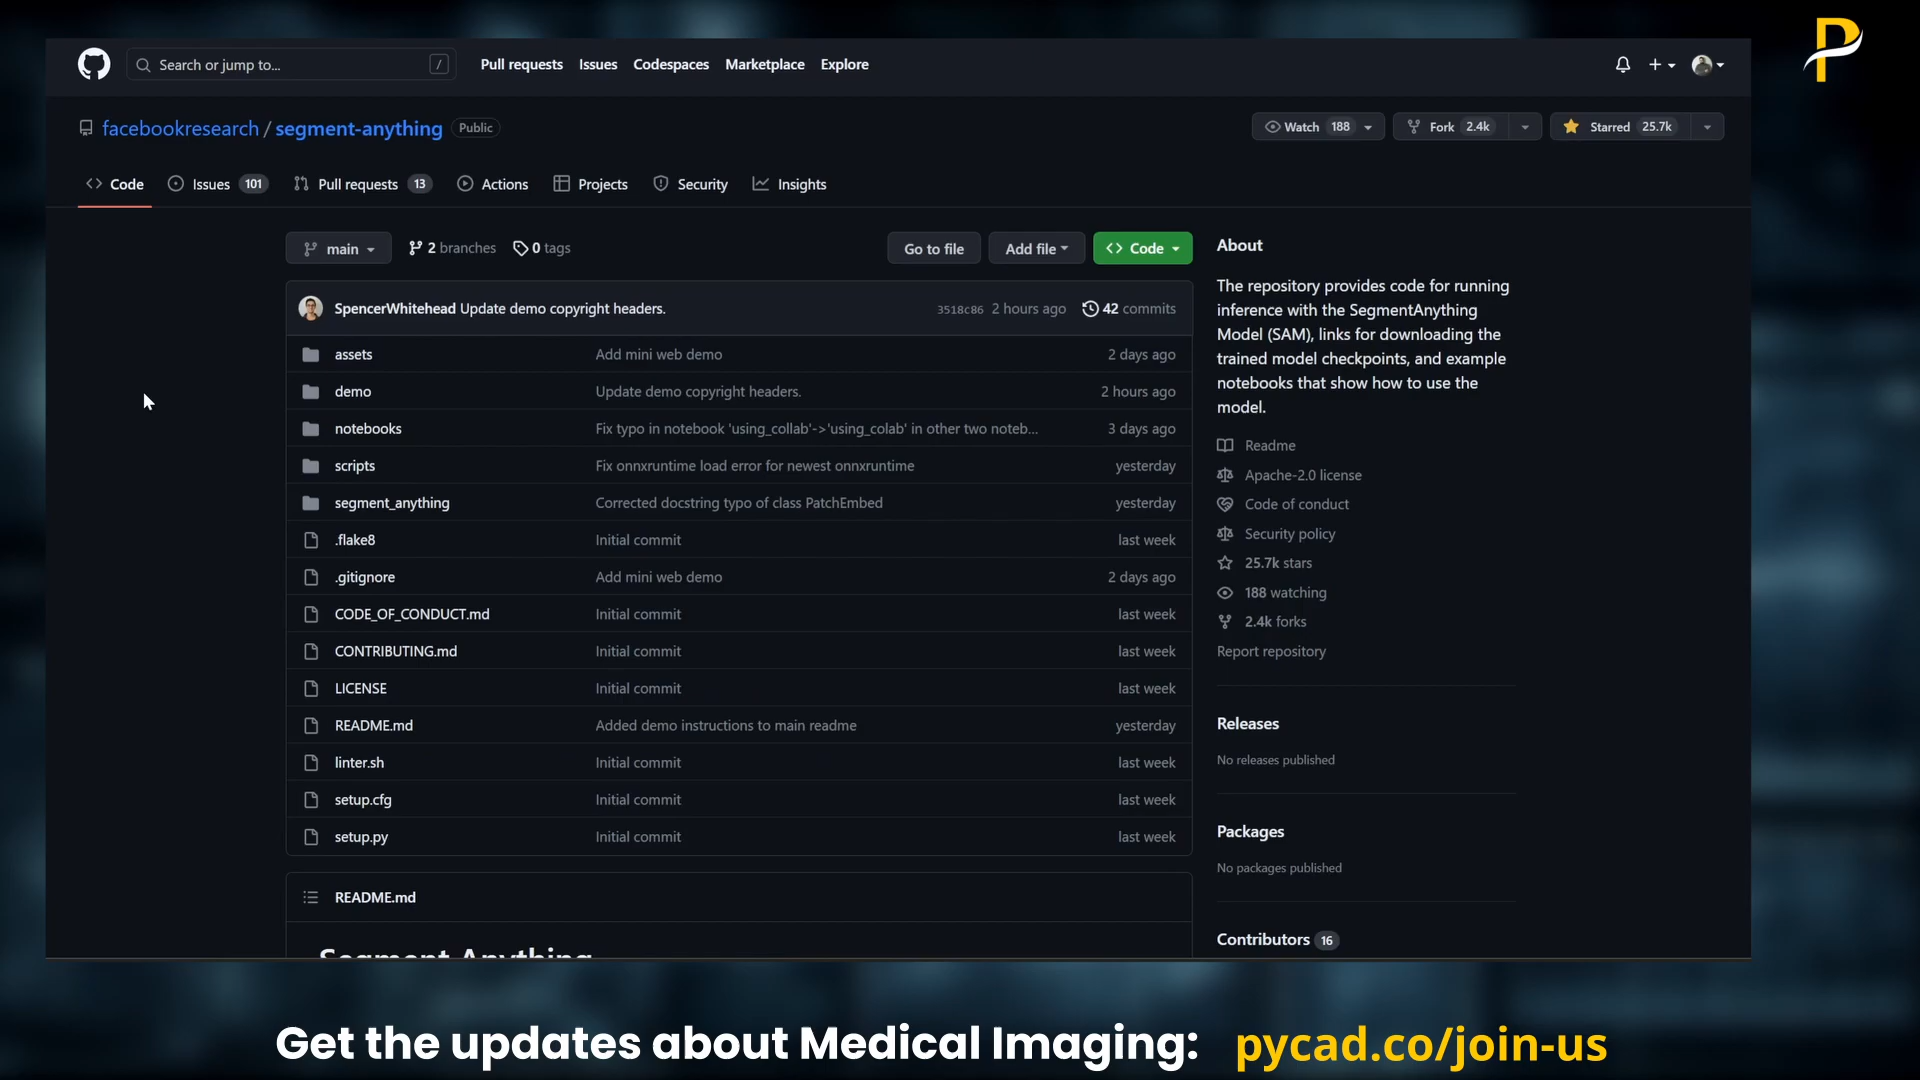 Search or jump to... /
Pull requests Issues Codespaces Marketplace Explore
facebookresearch / segment-anything Public
Watch 188 Fork 2.4k Starred 25.7k
Code Issues 101 Pull requests 13 Actions Projects Security Insights
main 2 branches 0 tags Go to file Add file Code
SpencerWhitehead Update demo copyright headers. 3518c86 2 hours ago 42 commits
assets Add mini web demo 2 days ago
demo Update demo copyright headers. 2 hours ago
notebooks Fix typo in notebook 'using_collab'->'using_colab' in other two noteb... 3 days ago
scripts Fix onnxruntime load error for newest onnxruntime yesterday
segment_anything Corrected docstring typo of class PatchEmbed yesterday
.flake8 Initial commit last week
.gitignore Add mini web demo 2 days ago
CODE_OF_CONDUCT.md Initial commit last week
CONTRIBUTING.md Initial commit last week
LICENSE Initial commit last week
README.md Added demo instructions to main readme yesterday
linter.sh Initial commit last week
setup.cfg Initial commit last week
setup.py Initial commit last week
README.md
Segment Anything
About
The repository provides code for running
inference with the SegmentAnything
Model (SAM), links for downloading the
trained model checkpoints, and example
notebooks that show how to use the
model.
Readme
Apache-2.0 license
Code of conduct
Security policy
25.7k stars
188 watching
2.4k forks
Report repository
Releases
No releases published
Packages
No packages published
Contributors 16
P
Get the updates about Medical Imaging: pycad.co/join-us